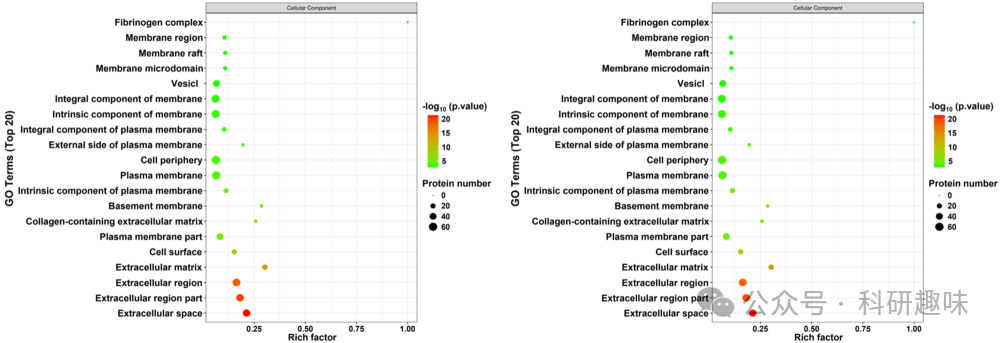 Cellular Component
GO Terms (Top 20)
Fibrinogen complex
Membrane region
Membrane raft
Membrane microdomain
Vesicl
Integral component of membrane
Intrinsic component of membrane
Integral component of plasma membrane
External side of plasma membrane
Cell periphery
Plasma membrane
Intrinsic component of plasma membrane
Basement membrane
Collagen-containing extracellular matrix
Plasma membrane part
Cell surface
Extracellular matrix
Extracellular region
Extracellular region part
Extracellular space
0.25 0.50 0.75 1.00
Rich factor
-log10 (p.value)
20
15
10
5
Protein number
0
20
40
60
Cellular Component
GO Terms (Top 20)
Fibrinogen complex
Membrane region
Membrane raft
Membrane microdomain
Vesicl
Integral component of membrane
Intrinsic component of membrane
Integral component of plasma membrane
External side of plasma membrane
Cell periphery
Plasma membrane
Intrinsic component of plasma membrane
Basement membrane
Collagen-containing extracellular matrix
Plasma membrane part
Cell surface
Extracellular matrix
Extracellular region
Extracellular region part
Extracellular space
0.25 0.50 0.75 1.00
Rich factor
-log10 (p.value)
20
15
10
5
Protein number
0
20
40
60
公众号 · 科研趣味